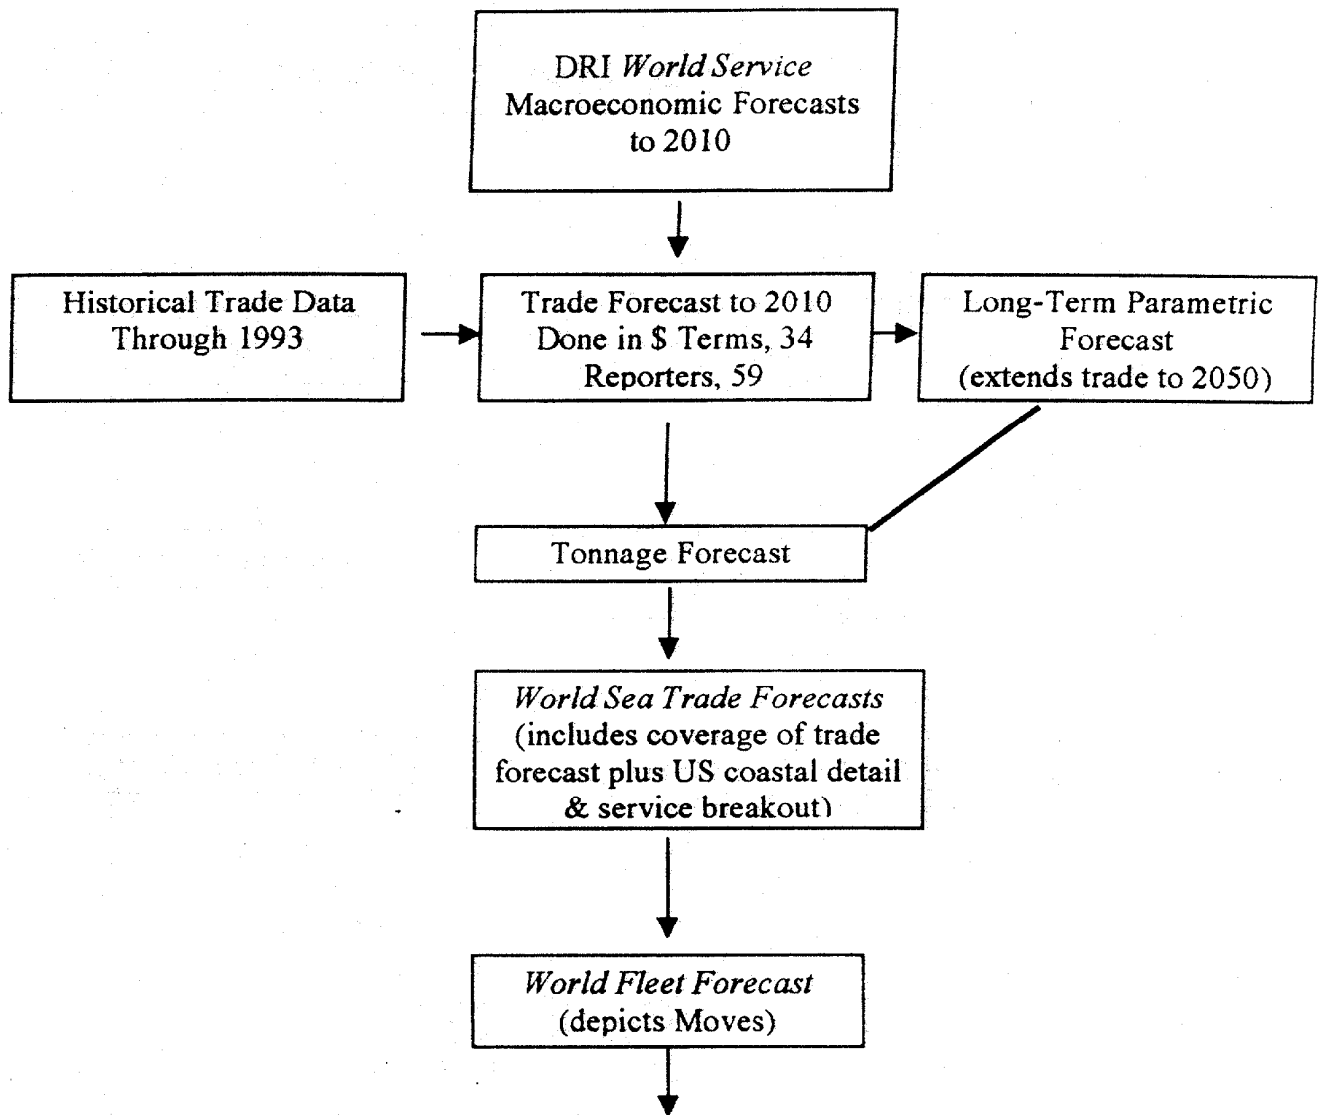 DRI World Service
Macroeconomic Forecasts
to 2010
Historical Trade Data
Through 1993
Trade Forecast to 2010
Done in $ Terms, 34
Reporters, 59
Long-Term Parametric
Forecast
(extends trade to 2050)
Tonnage Forecast
World Sea Trade Forecasts
(includes coverage of trade
forecast plus US coastal detail
& service breakout)
World Fleet Forecast
(depicts Moves)